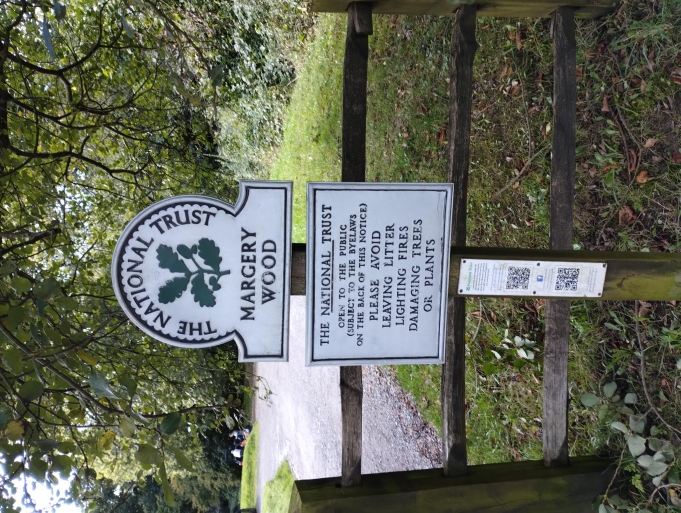 THE NATIONAL TRUST
MARGERY
WOOD
THE NATIONAL TRUST
OPEN TO THE PUBLIC
(SUBJECT TO THE BYELAWS
ON THE BACK OF THIS NOTICE)
PLEASE AVOID
LEAVING LITTER
LIGHTING FIRES
DAMAGING TREES
OR PLANTS